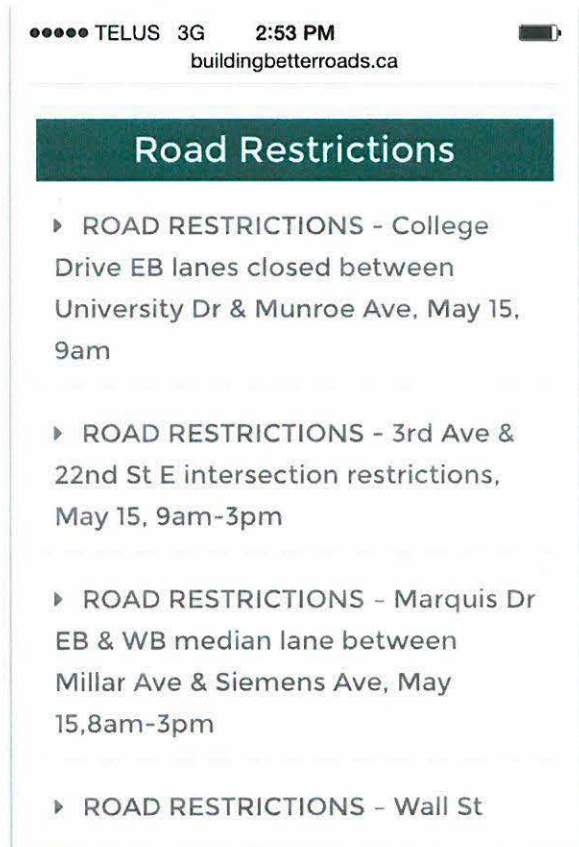 TELUS 3G 2:53 PM
buildingbetterroads.ca
Road Restrictions
ROAD RESTRICTIONS - College
Drive EB lanes closed between
University Dr & Munroe Ave, May 15,
9am
ROAD RESTRICTIONS - 3rd Ave &
22nd St E intersection restrictions,
May 15, 9am-3pm
ROAD RESTRICTIONS - Marquis Dr
EB & WB median lane between
Millar Ave & Siemens Ave, May
15,8am-3pm
ROAD RESTRICTIONS - Wall St